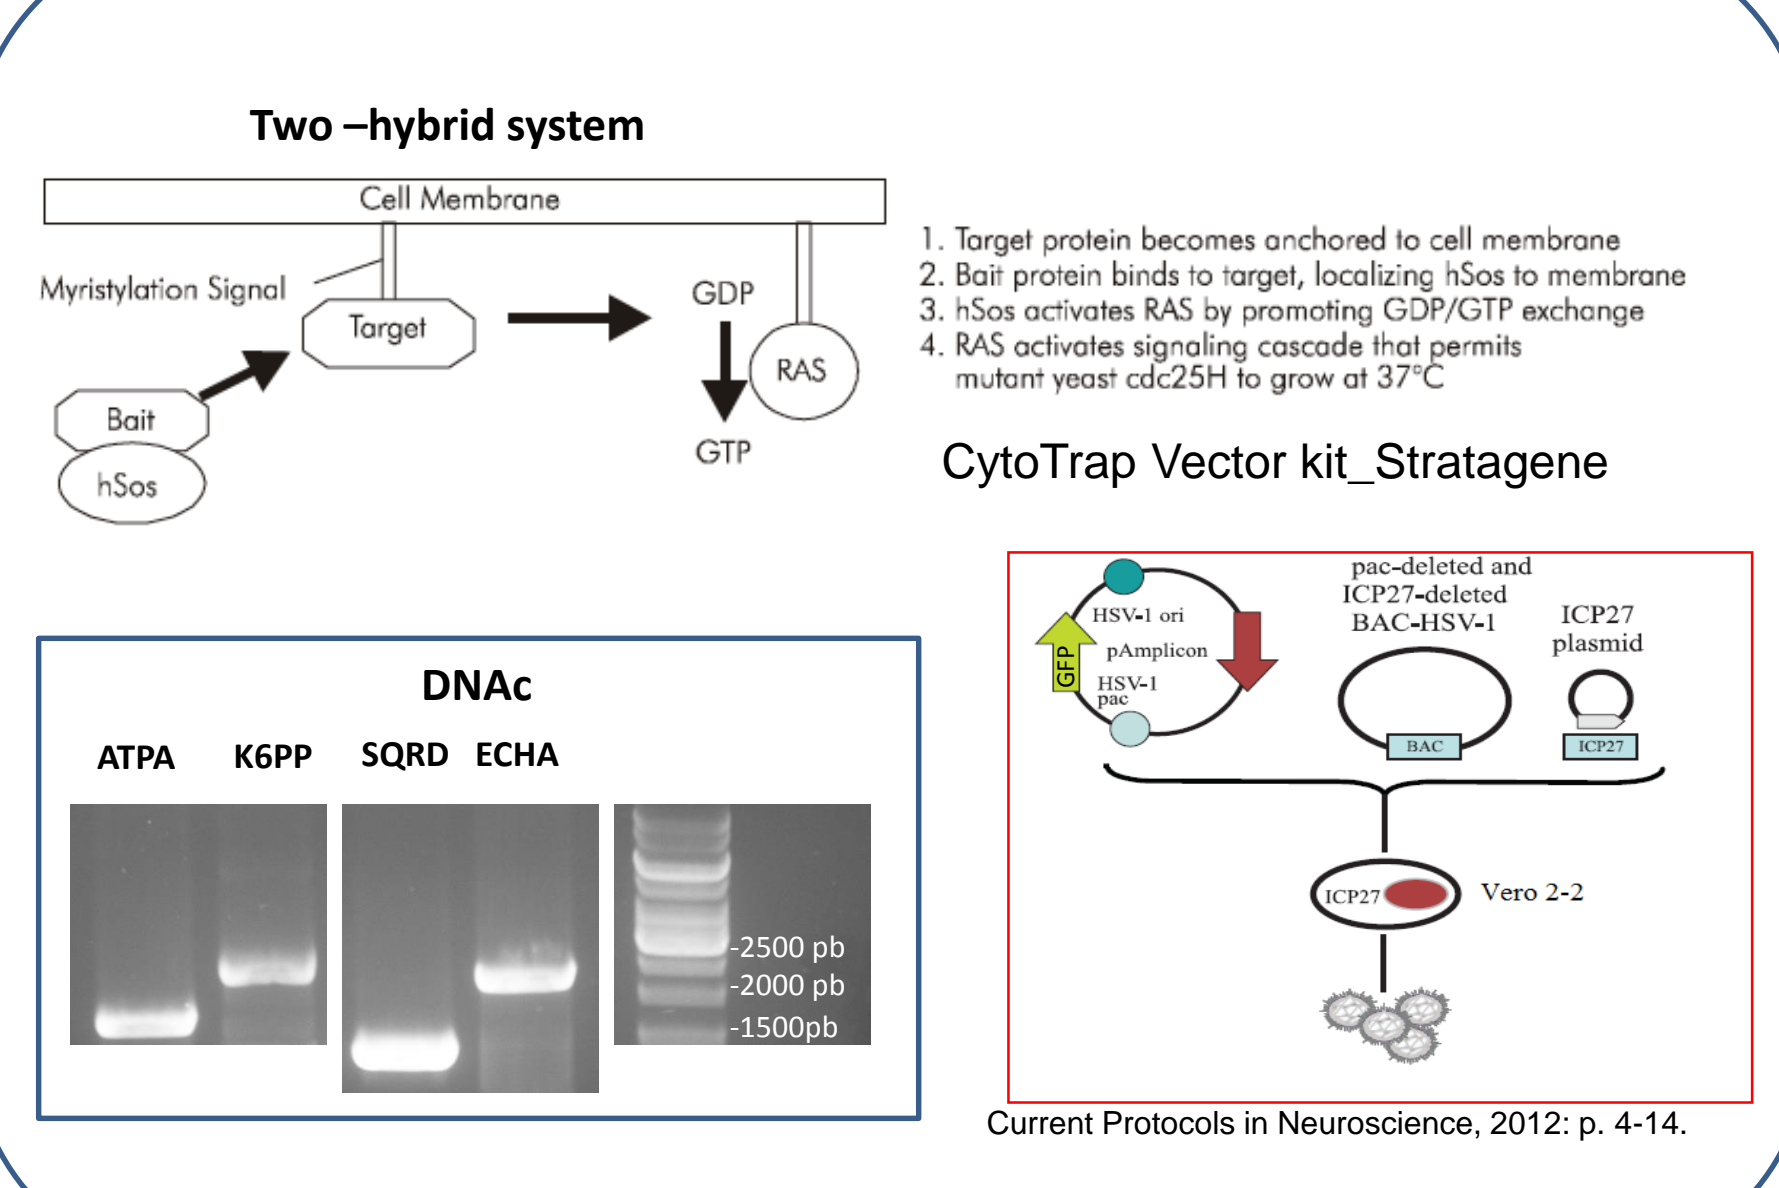 Two –hybrid system
Cell Membrane
Myristylation Signal
Target
GDP
RAS
Bait
hSos
GTP
1. Target protein becomes anchored to cell membrane
2. Bait protein binds to target, localizing hSos to membrane
3. hSos activates RAS by promoting GDP/GTP exchange
4. RAS activates signaling cascade that permits
mutant yeast cdc25H to grow at 37°C
CytoTrap Vector kit_Stratagene
DNAc
ATPA K6PP SQRD ECHA
-2500 pb
-2000 pb
-1500pb
HSV-1 ori
pAmplicon
GFP
HSV-1
pac
pac-deleted and
ICP27-deleted
BAC-HSV-1
BAC
ICP27
plasmid
ICP27
ICP27
Vero 2-2
Current Protocols in Neuroscience, 2012: p. 4-14.